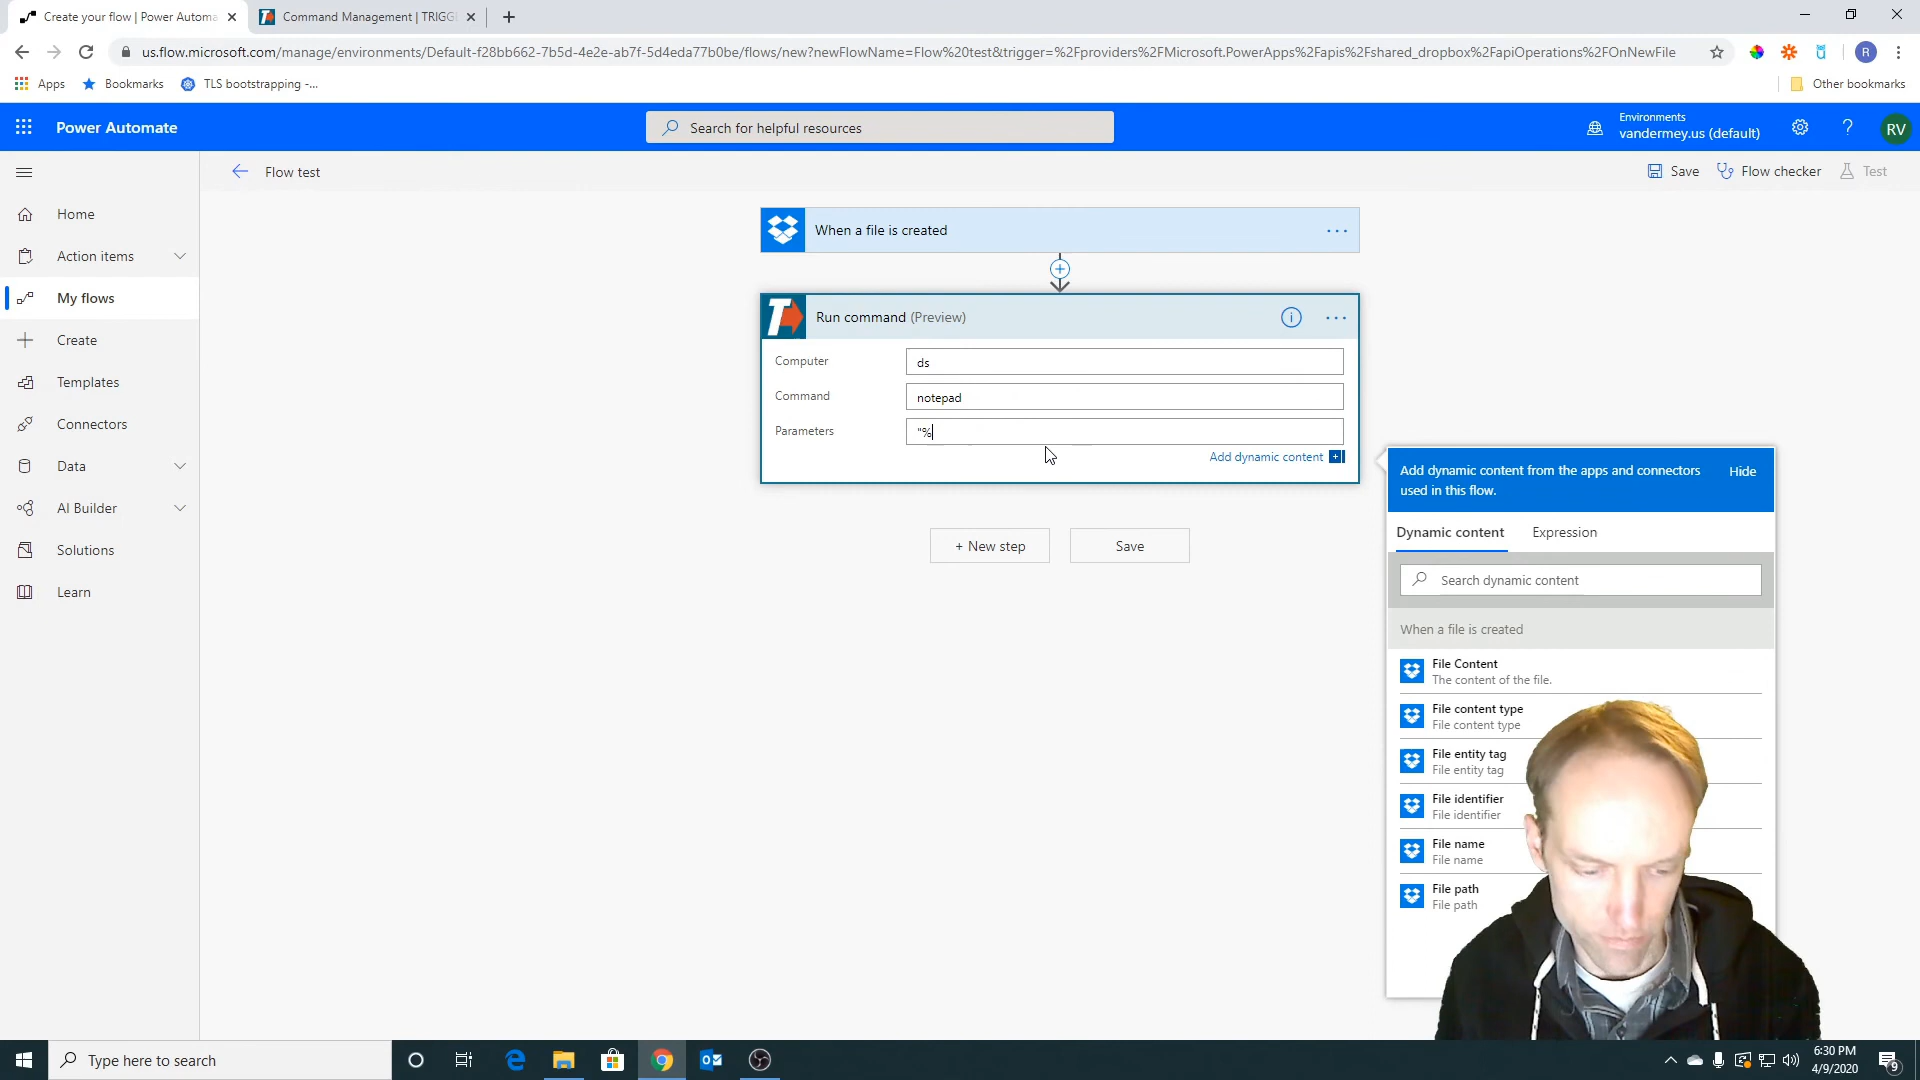 Create your flow | Power Automa
Command Management | TRIGG
us.flow.microsoft.com/manage/environments/Default-f28bb662-7b5d-4e2e-ab7f-5d4eda77b0be/flows/new?newFlowName=Flow%20test&trigger=%2Fproviders%2FMicrosoft.PowerApps%2Fapis%2Fshared_dropbox%2FapiOperations%2FOnNewFile
R
Apps
Bookmarks
TLS bootstrapping -...
Other bookmarks
Power Automate
Search for helpful resources
Environments
vandermey.us (default)
?
RV
Flow test
Save
Flow checker
Test
Home
Action items
My flows
Create
Templates
Connectors
Data
AI Builder
Solutions
Learn
When a file is created
T
Run command (Preview)
Computer
ds
Command
notepad
Parameters
"%
Add dynamic content
+ New step
Save
Add dynamic content from the apps and connectors
used in this flow.
Hide
Dynamic content
Expression
Search dynamic content
When a file is created
File Content
The content of the file.
File content type
File content type
File entity tag
File entity tag
File identifier
File identifier
File name
File name
File path
File path
Type here to search
6:30 PM
4/9/2020
9